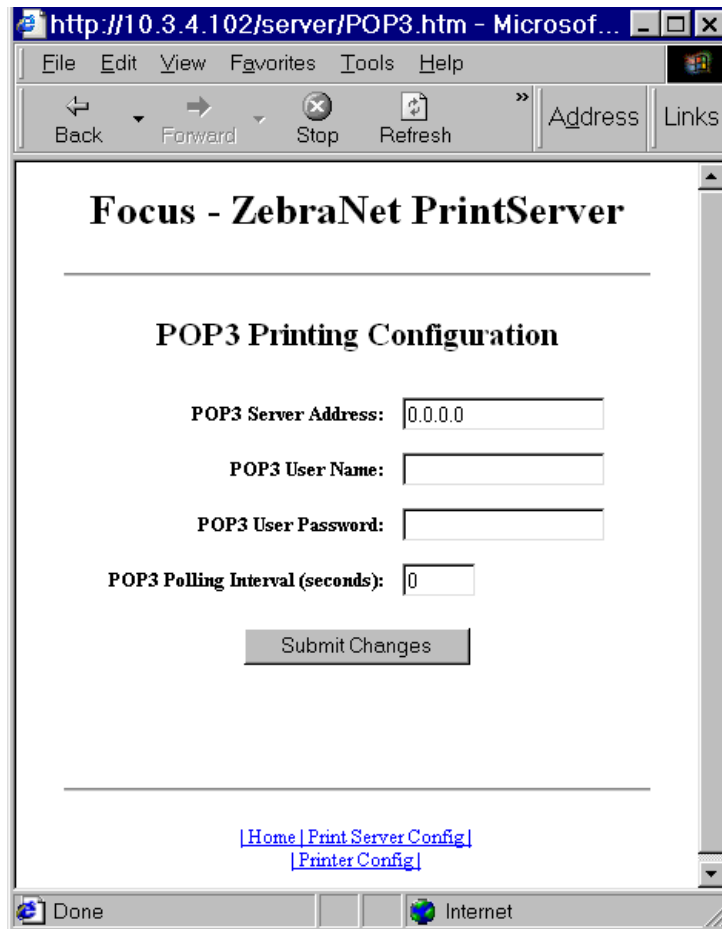 http://10.3.4.102/server/POP3.htm - Microsof...
File Edit View Favorites Tools Help
Back Forward Stop Refresh » Address Links
Focus - ZebraNet PrintServer
POP3 Printing Configuration
POP3 Server Address: 0.0.0.0
POP3 User Name:
POP3 User Password:
POP3 Polling Interval (seconds): 0
Submit Changes
| Home | Print Server Config |
| Printer Config |
Done Internet